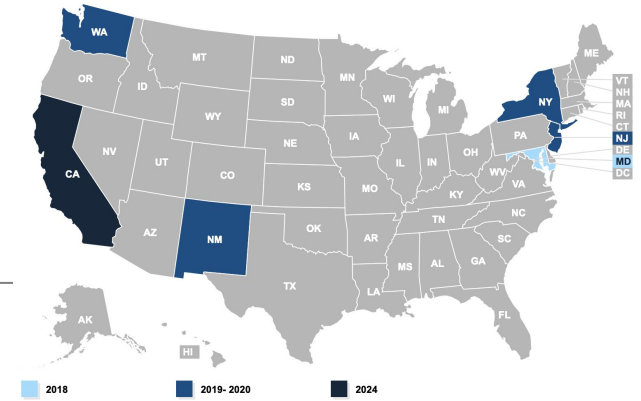 WA
MT
ND
MN
ME
OR
ID
WI
VT
NH
SD
MI
NY
MA
WY
RI
CT
IA
PA
NJ
NE
DE
NV
OH
MD
UT
IL
IN
CO
WV
DC
CA
KS
MO
VA
KY
NC
TN
AZ
NM
OK
AR
SC
MS
AL
GA
TX
LA
FL
AK
HI
2018
2019- 2020
2024